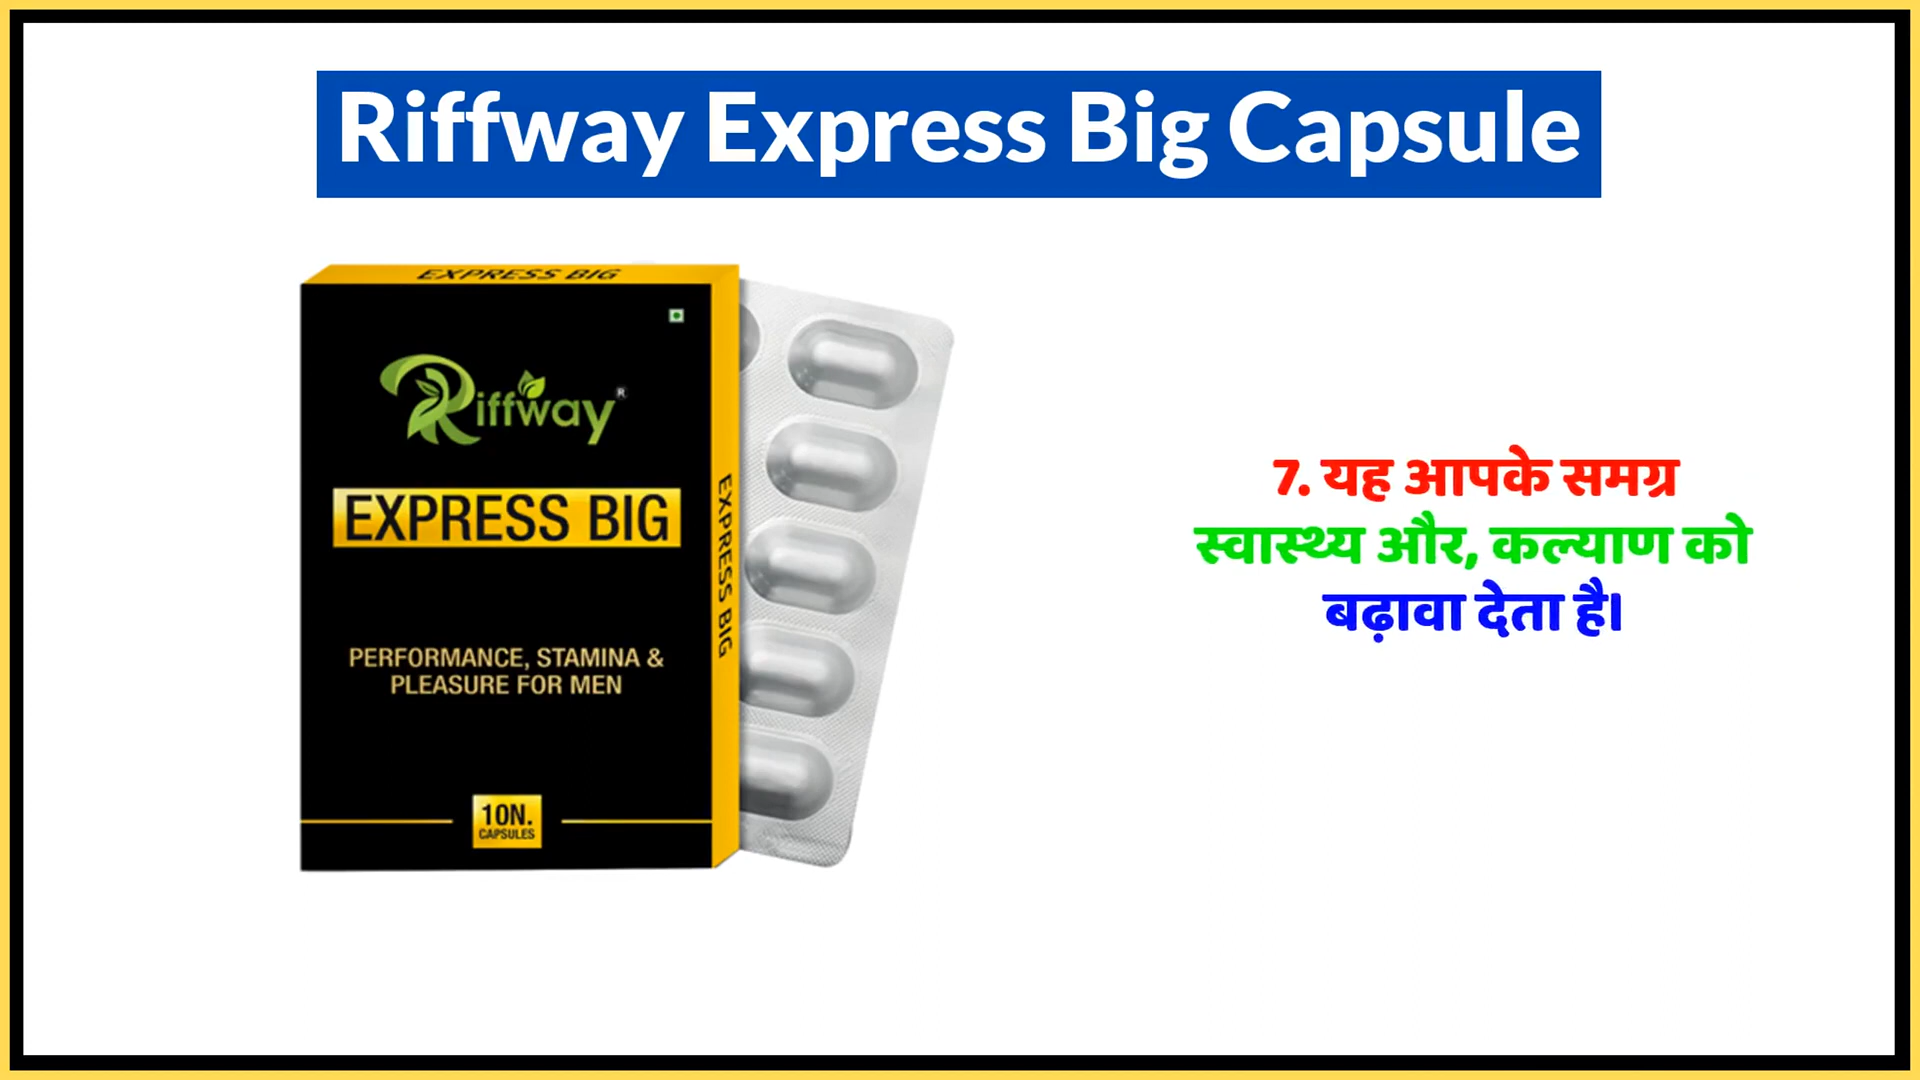 Riffway Express Big Capsule
EXPRESS BIG
Riffway®
EXPRESS BIG
EXPRESS BIG
PERFORMANCE, STAMINA &
PLEASURE FOR MEN
10N.
CAPSULES
7. यह आपके समग्र
स्वास्थ्य और, कल्याण को
बढ़ावा देता है।